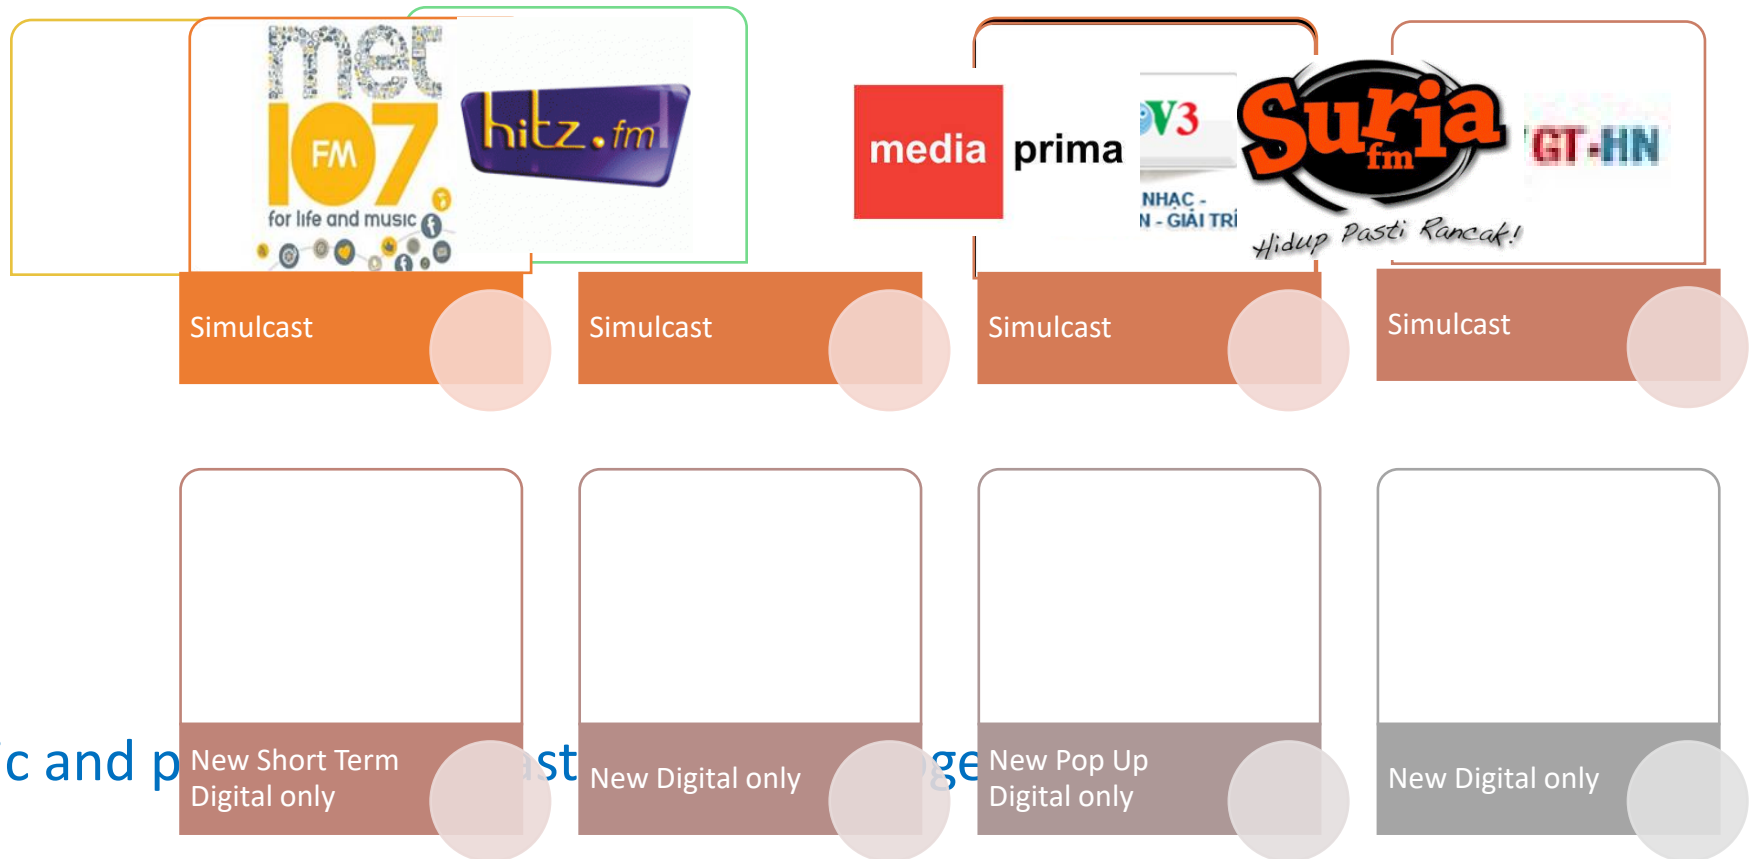 met
107
FM
for life and music
hitz.fm
media prima
V3
NHẠC -
N - GIẢI TRÍ
Suria
fm
Hidup Pasti Rancak!
GT-HN
Simulcast
Simulcast
Simulcast
Simulcast
c and p
New Short Term
Digital only
st
New Digital only
ge
New Pop Up
Digital only
New Digital only